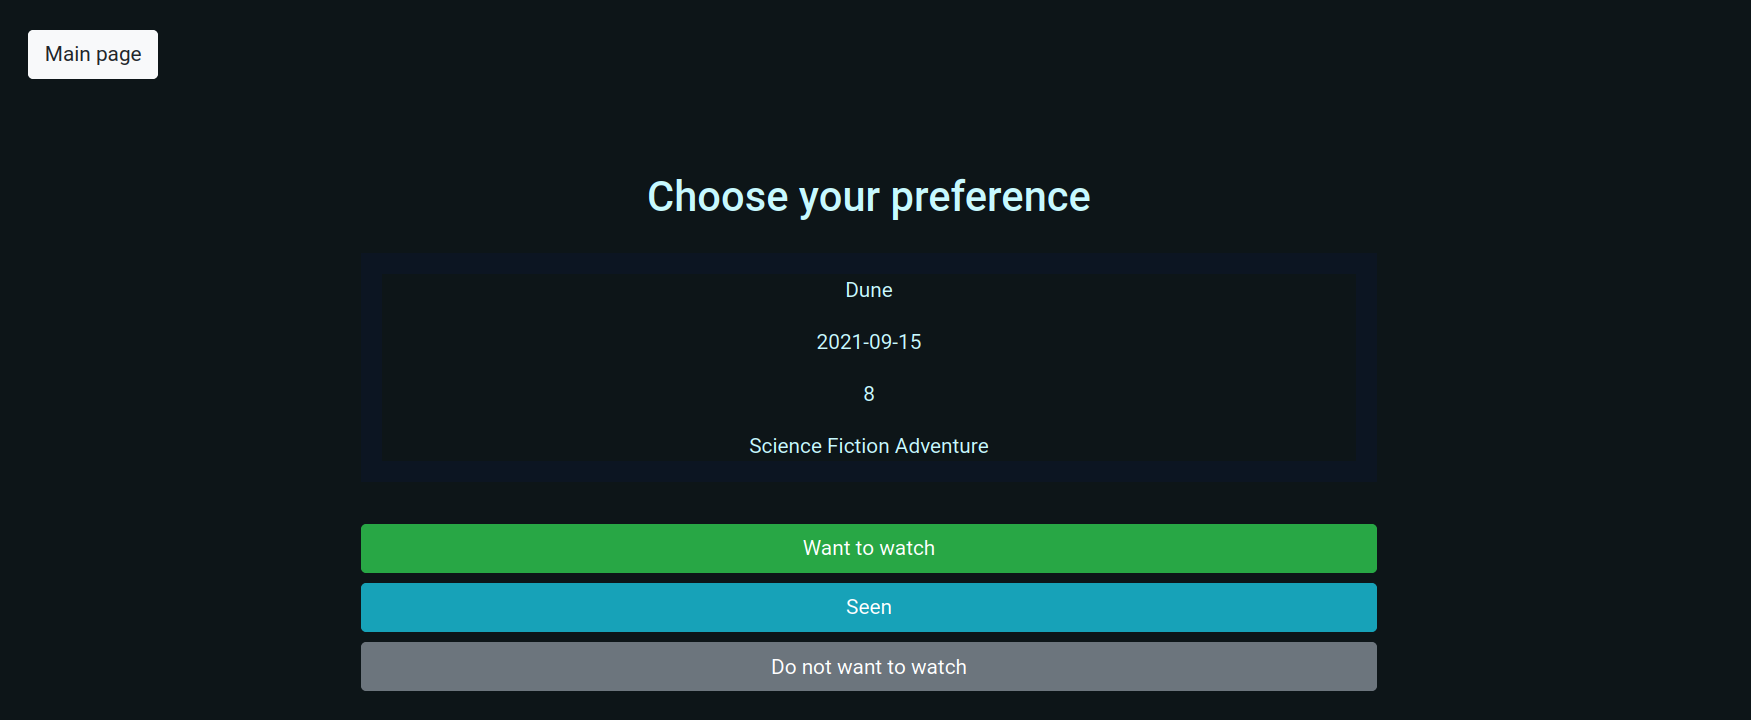 Main page
Choose your preference
Dune
2021-09-15
8
Science Fiction Adventure
Want to watch
Seen
Do not want to watch